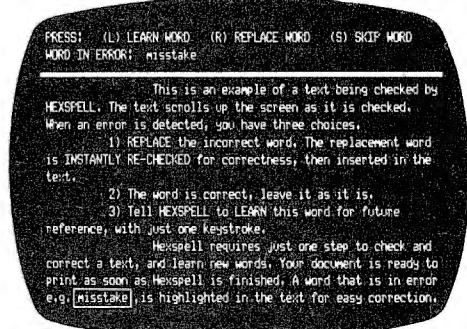 PRESS: (L) LEARN WORD (R) REPLACE WORD (S) SKIP WORD
WORD IN ERROR: misstake
This is an example of a text being checked by
HEXSPELL. The text scrolls up the screen as it is checked.
When an error is detected, you have three choices.
1) REPLACE the incorrect word. The replacement word
is INSTANTLY RE-CHECKED for correctness, then inserted in the
text.
2) The word is correct, leave it as it is.
3) Tell HEXSPELL to LEARN this word for future
reference, with just one keystroke.
Hexspell requires just one step to check and
correct a text, and learn new words. Your document is ready to
print as soon as Hexspell is finished. A word that is in error
e.g. misstake is highlighted in the text for easy correction.